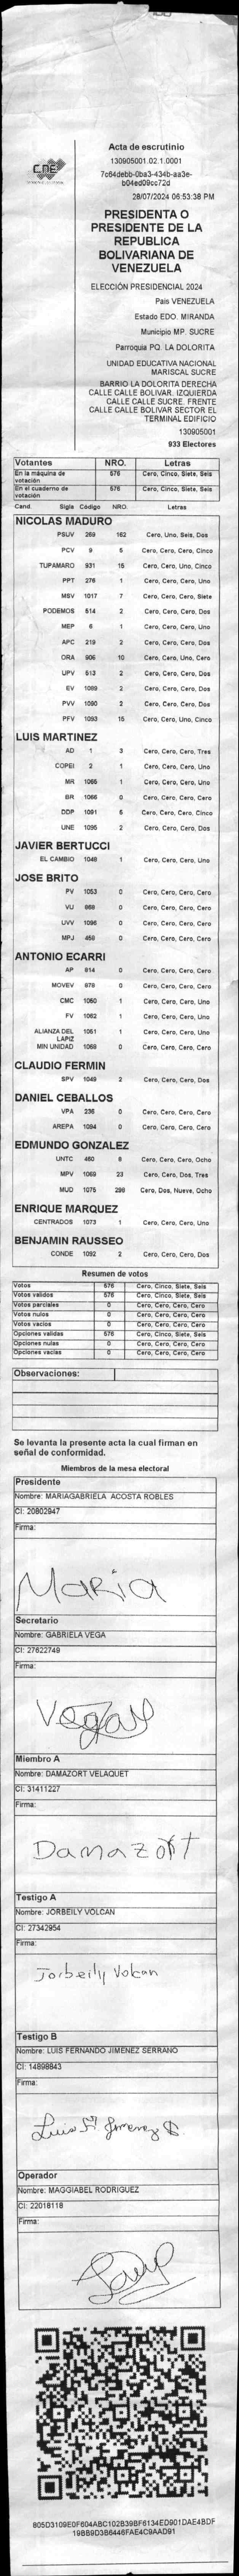 CNE
Acta de escrutinio
130905001.02.1.0001
7c64debb-0ba3-434b-aa3e-
b04ed09cc72d
28/07/2024 06:53:38 PM
PRESIDENTA O
PRESIDENTE DE LA
REPUBLICA
BOLIVARIANA DE
VENEZUELA
ELECCIÓN PRESIDENCIAL 2024
Pais VENEZUELA
Estado EDO. MIRANDA
Municipio MP. SUCRE
Parroquia PQ. LA DOLORITA
UNIDAD EDUCATIVA NACIONAL
MARISCAL SUCRE
BARRIO LA DOLORITA DERECHA
CALLE CALLE BOLIVAR. IZQUIERDA
CALLE CALLE SUCRE. FRENTE
CALLE CALLE BOLIVAR SECTOR EL
TERMINAL EDIFICIO
130905001
933 Electores
Votantes NRO. Letras
En la máquina de votación 576 Cero, Cinco, Siete, Seis
En el cuaderno de votación 576 Cero, Cinco, Siete, Seis
Cand. Sigla Código NRO. Letras
NICOLAS MADURO
PSUV 269 162 Cero, Uno, Seis, Dos
PCV 9 5 Cero, Cero, Cero, Cinco
TUPAMARO 931 15 Cero, Cero, Uno, Cinco
PPT 276 1 Cero, Cero, Cero, Uno
MSV 1017 7 Cero, Cero, Cero, Siete
PODEMOS 514 2 Cero, Cero, Cero, Dos
MEP 6 1 Cero, Cero, Cero, Uno
APC 219 2 Cero, Cero, Cero, Dos
ORA 906 10 Cero, Cero, Uno, Cero
UPV 513 2 Cero, Cero, Cero, Dos
EV 1089 2 Cero, Cero, Cero, Dos
PVV 1090 2 Cero, Cero, Cero, Dos
PFV 1093 15 Cero, Cero, Uno, Cinco
LUIS MARTINEZ
AD 1 3 Cero, Cero, Cero, Tres
COPEI 2 1 Cero, Cero, Cero, Uno
MR 1065 1 Cero, Cero, Cero, Uno
BR 1066 0 Cero, Cero, Cero, Cero
DDP 1091 5 Cero, Cero, Cero, Cinco
UNE 1095 2 Cero, Cero, Cero, Dos
JAVIER BERTUCCI
EL CAMBIO 1048 1 Cero, Cero, Cero, Uno
JOSE BRITO
PV 1053 0 Cero, Cero, Cero, Cero
VU 868 0 Cero, Cero, Cero, Cero
UVV 1096 0 Cero, Cero, Cero, Cero
MPJ 458 0 Cero, Cero, Cero, Cero
ANTONIO ECARRI
AP 814 0 Cero, Cero, Cero, Cero
MOVEV 879 0 Cero, Cero, Cero, Cero
CMC 1060 1 Cero, Cero, Cero, Uno
FV 1062 1 Cero, Cero, Cero, Uno
ALIANZA DEL LAPIZ 1051 1 Cero, Cero, Cero, Uno
MIN UNIDAD 1068 0 Cero, Cero, Cero, Cero
CLAUDIO FERMIN
SPV 1049 2 Cero, Cero, Cero, Dos
DANIEL CEBALLOS
VPA 236 0 Cero, Cero, Cero, Cero
AREPA 1094 0 Cero, Cero, Cero, Cero
EDMUNDO GONZALEZ
UNTC 460 8 Cero, Cero, Cero, Ocho
MPV 1069 23 Cero, Cero, Dos, Tres
MUD 1075 298 Cero, Dos, Nueve, Ocho
ENRIQUE MARQUEZ
CENTRADOS 1073 1 Cero, Cero, Cero, Uno
BENJAMIN RAUSSEO
CONDE 1092 2 Cero, Cero, Cero, Dos
Resumen de votos
Votos 576 Cero, Cinco, Siete, Seis
Votos validos 576 Cero, Cinco, Siete, Seis
Votos parciales 0 Cero, Cero, Cero, Cero
Votos nulos 0 Cero, Cero, Cero, Cero
Votos vacios 0 Cero, Cero, Cero, Cero
Opciones validas 576 Cero, Cinco, Siete, Seis
Opciones nulas 0 Cero, Cero, Cero, Cero
Opciones vacias 0 Cero, Cero, Cero, Cero
Observaciones:
Se levanta la presente acta la cual firman en
señal de conformidad.
Miembros de la mesa electoral
Presidente
Nombre: MARIAGABRIELA ACOSTA ROBLES
CI: 20802947
Firma:
Maria
Secretario
Nombre: GABRIELA VEGA
CI: 27622749
Firma:
Miembro A
Nombre: DAMAZORT VELAQUET
CI: 31411227
Firma:
Damazort
Testigo A
Nombre: JORBEILY VOLCAN
CI: 27342954
Firma:
Jorbeily Volcan
Testigo B
Nombre: LUIS FERNANDO JIMENEZ SERRANO
CI: 14898843
Firma:
Luis F. Jimenez S.
Operador
Nombre: MAGGIABEL RODRIGUEZ
CI: 22018118
Firma:
805D3109E0F604ABC102B39BF6134ED901DAE4BDF
19BB9D3B6446FAE4C9AAD91